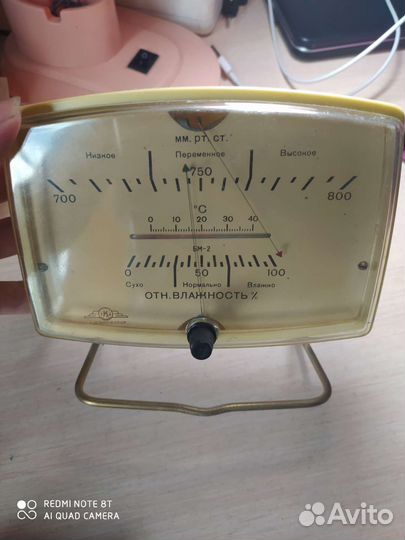 ММ. РТ. СТ.
Низкое Переменное Высокое
750
700 800
°C
0 10 20 30 40
БМ-2
0 50 100
Сухо Нормально Влажно
ОТН. ВЛАЖНОСТЬ %
REDMI NOTE 8T
AI QUAD CAMERA
Avito